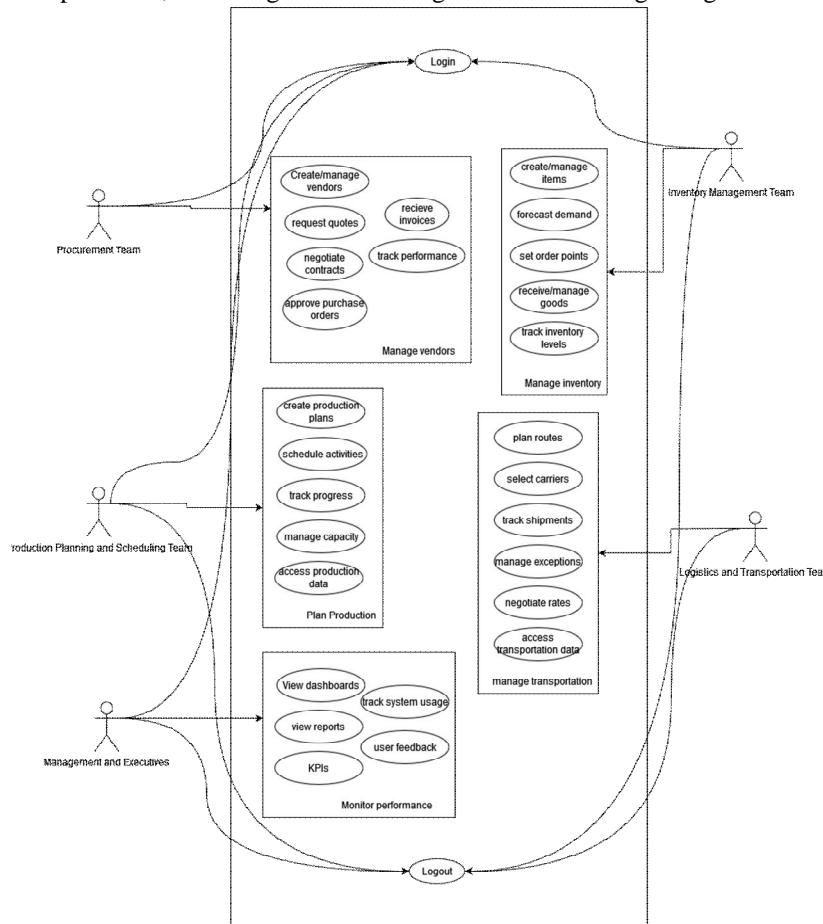 Login
Create/manage
vendors
recieve
invoices
request quotes
negotiate
contracts
track performance
approve purchase
orders
Manage vendors
Procurement Team
create/manage
items
forecast demand
set order points
receive/manage
goods
track inventory
levels
Manage inventory
Inventory Management Team
create production
plans
schedule activities
track progress
manage capacity
access production
data
Plan Production
roduction Planning and Scheduling Team
plan routes
select carriers
track shipments
manage exceptions
negotiate rates
access
transportation data
manage transportation
Logistics and Transportation Tea
View dashboards
track system usage
view reports
user feedback
KPIs
Monitor performance
Management and Executives
Logout